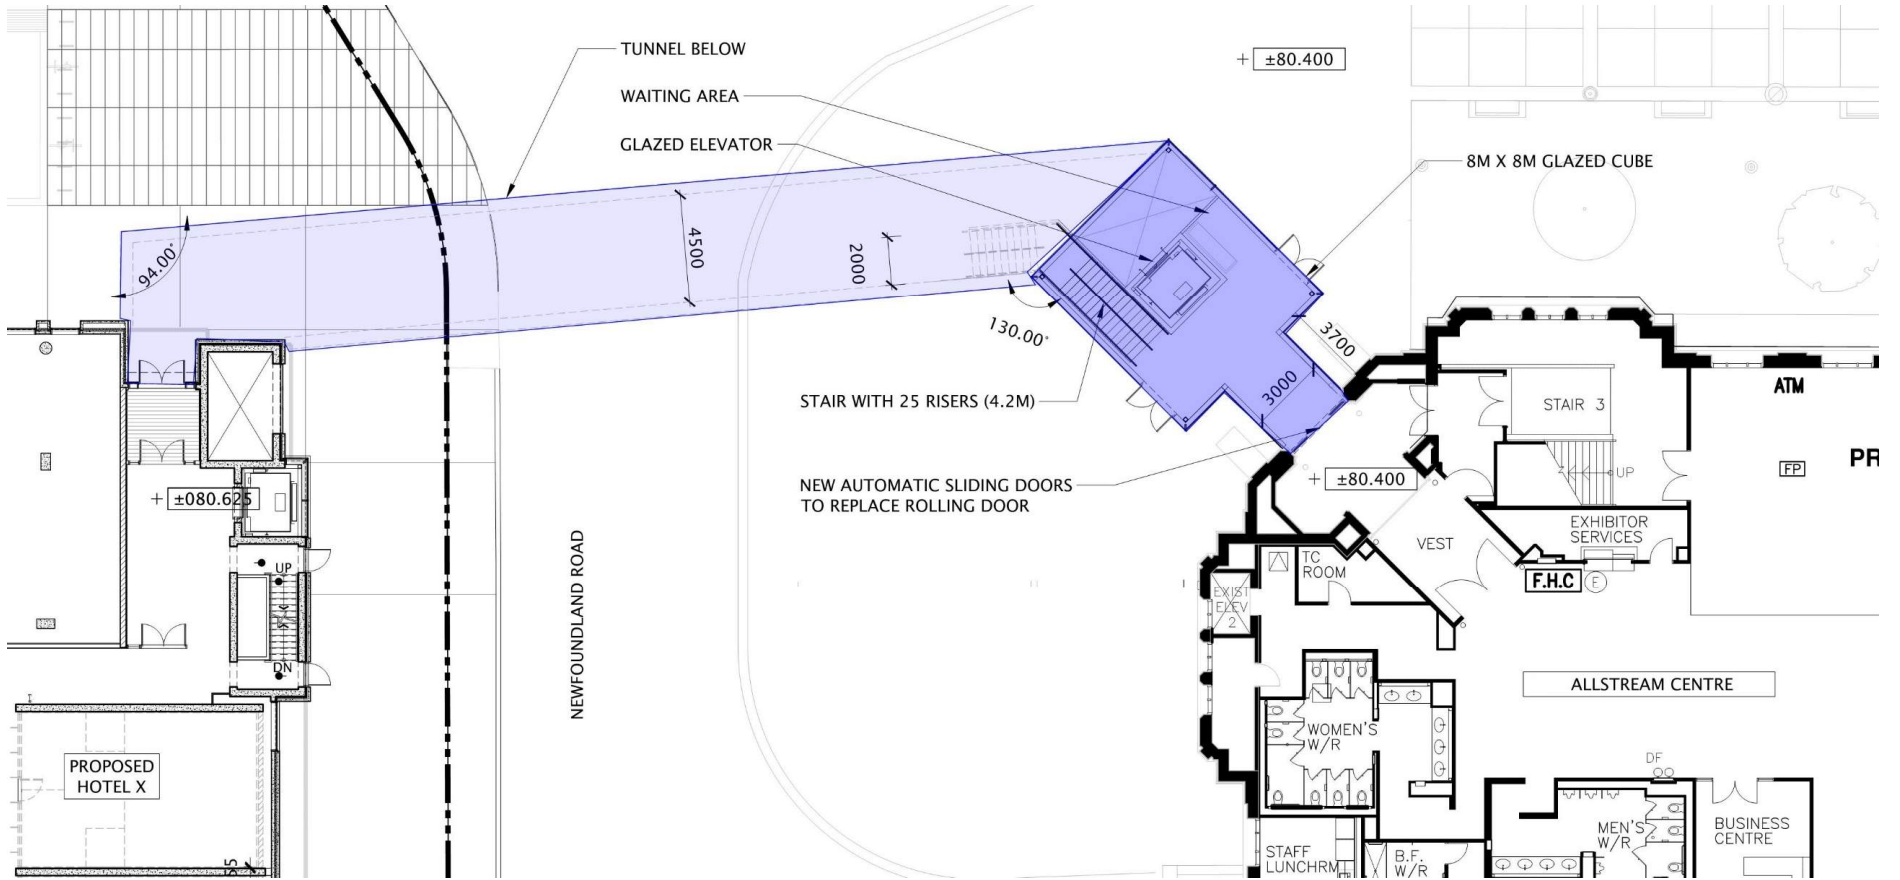 TUNNEL BELOW
WAITING AREA
GLAZED ELEVATOR
±80.400
8M X 8M GLAZED CUBE
94.00°
4500
2000
130.00°
3700
3000
STAIR WITH 25 RISERS (4.2M)
NEW AUTOMATIC SLIDING DOORS
TO REPLACE ROLLING DOOR
ATM
STAIR 3
UP
FP
PR
±80.400
±080.625
EXHIBITOR
SERVICES
VEST
F.H.C
E
TC
ROOM
EXIST
ELEV
2
UP
DN
NEWFOUNDLAND ROAD
ALLSTREAM CENTRE
WOMEN'S
W/R
DF
PROPOSED
HOTEL X
MEN'S
W/R
BUSINESS
CENTRE
STAFF
LUNCHRM
B.F.
W/R